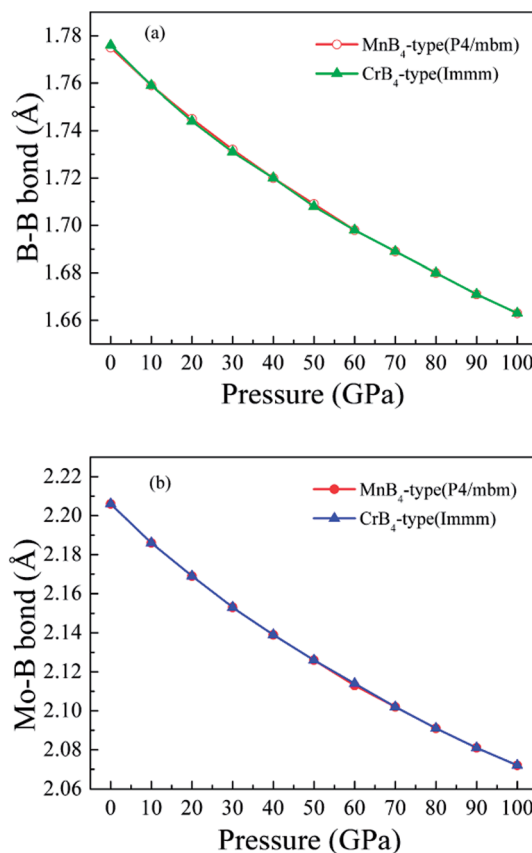 (a)
MnB4-type(P4/mbm)
CrB4-type(Immm)
B-B bond (Å)
1.78
1.76
1.74
1.72
1.70
1.68
1.66
0 10 20 30 40 50 60 70 80 90 100
Pressure (GPa)
(b)
MnB4-type(P4/mbm)
CrB4-type(Immm)
Mo-B bond (Å)
2.22
2.20
2.18
2.16
2.14
2.12
2.10
2.08
2.06
0 10 20 30 40 50 60 70 80 90 100
Pressure (GPa)